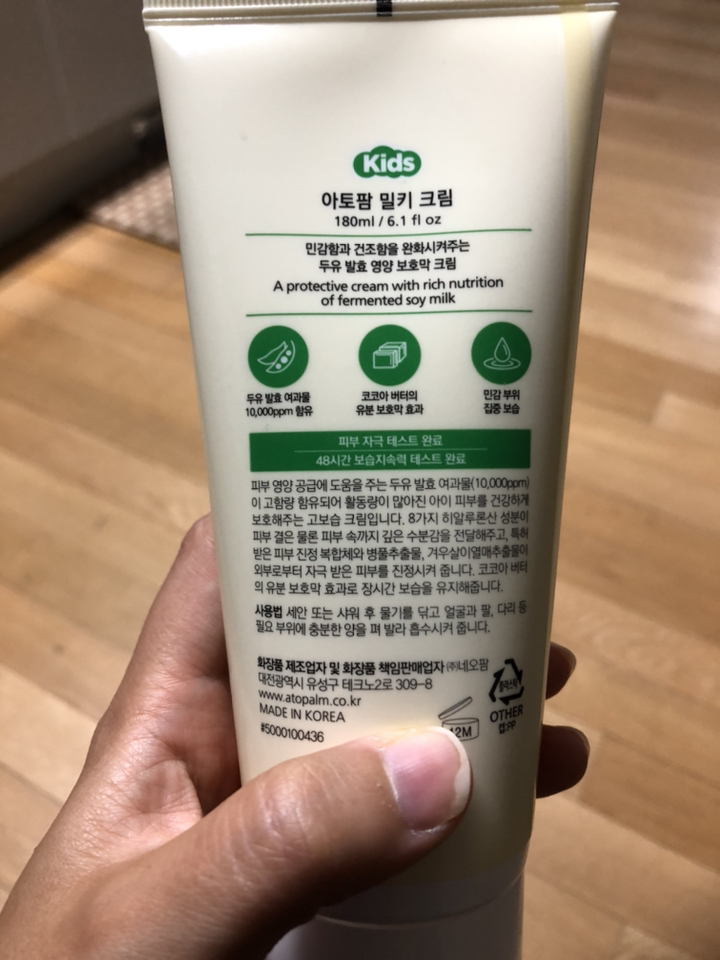 Kids
아토팜 밀키 크림
180ml / 6.1 fl oz
민감함과 건조함을 완화시켜주는
두유 발효 영양 보호막 크림
A protective cream with rich nutrition
of fermented soy milk
두유 발효 여과물
10,000ppm 함유
코코아 버터의
유분 보호막 효과
민감 부위
집중 보습
피부 자극 테스트 완료
48시간 보습지속력 테스트 완료
피부 영양 공급에 도움을 주는 두유 발효 여과물(10,000ppm)
이 고함량 함유되어 활동량이 많아진 아이 피부를 건강하게
보호해주는 고보습 크림입니다. 8가지 히알루론산 성분이
피부 결은 물론 피부 속까지 깊은 수분감을 전달해주고, 특허
받은 피부 진정 복합체와 병풀추출물, 겨우살이열매추출물이
외부로부터 자극 받은 피부를 진정시켜 줍니다. 코코아 버터
의 유분 보호막 효과로 장시간 보습을 유지해줍니다.
사용법 세안 또는 샤워 후 물기를 닦고 얼굴과 팔, 다리 등
필요 부위에 충분한 양을 펴 발라 흡수시켜 줍니다.
화장품 제조업자 및 화장품 책임판매업자 ㈜네오팜
대전광역시 유성구 테크노2로 309-8
www.atopalm.co.kr
MADE IN KOREA
#5000100436
12M
플라스틱
OTHER
캡:PP